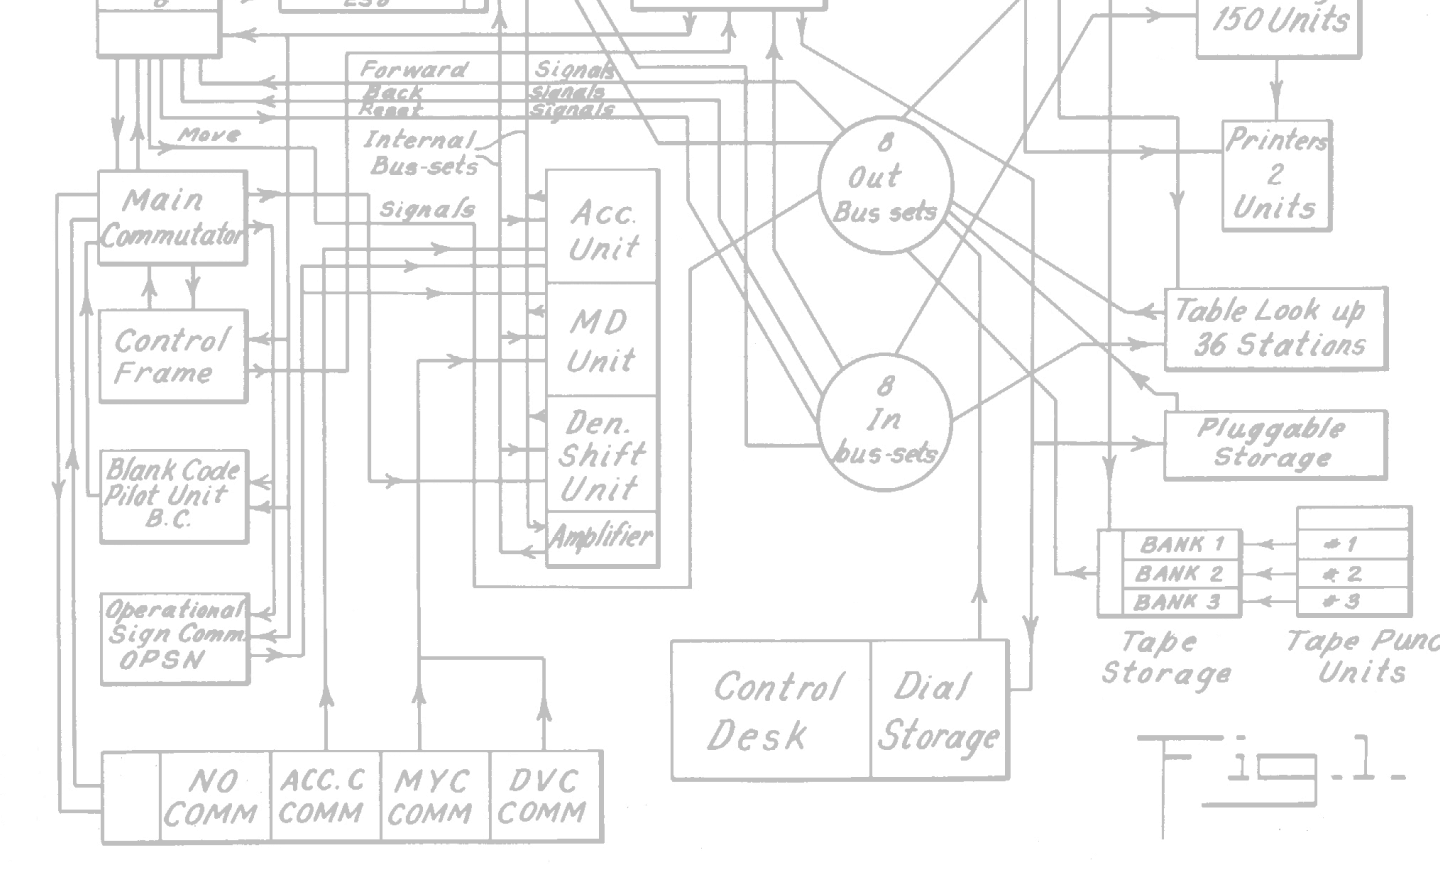 150 Units
Forward Signals
Back Signals
Reset Signals
Move
Internal
Bus-sets
Signals
Main
Commutator
Control
Frame
Blank Code
Pilot Unit
B.C.
Operational
Sign Comm.
OPSN
NO
COMM
ACC. C
COMM
MYC
COMM
DVC
COMM
Acc.
Unit
MD
Unit
Den.
Shift
Unit
Amplifier
8
Out
Bus sets
8
In
bus-sets
Control
Desk
Dial
Storage
Printers
2
Units
Table Look up
36 Stations
Pluggable
Storage
BANK 1
BANK 2
BANK 3
Tape
Storage
# 1
# 2
# 3
Tape Punc
Units
Fig. 1